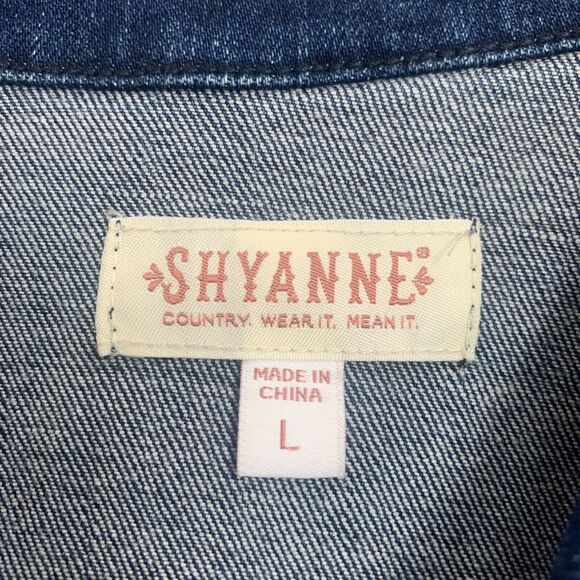 SHYANNE®
COUNTRY. WEAR IT. MEAN IT.
MADE IN
CHINA
L